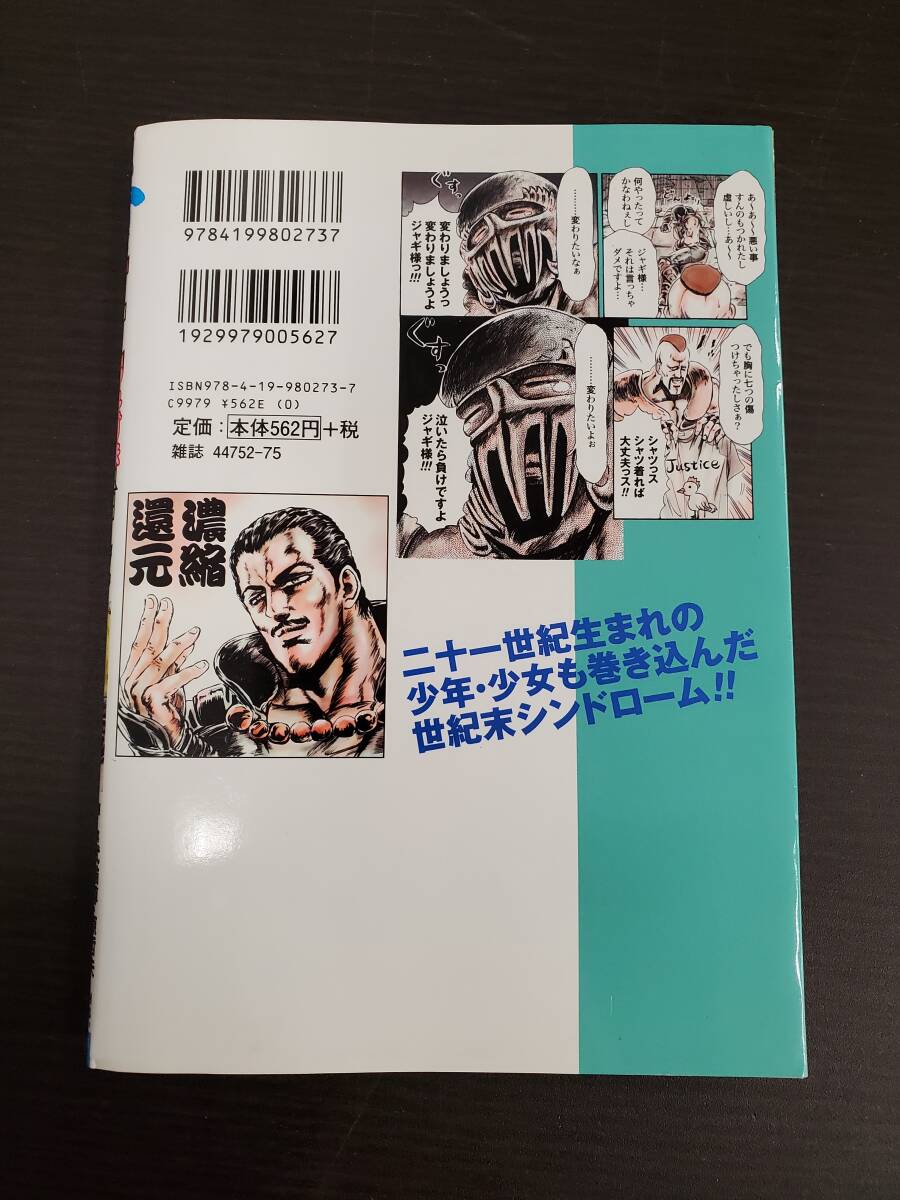 9784199802737
1929979005627
ISBN978-4-19-980273-7
C9979 ¥562E (0)
定価:本体562円+税
雑誌 44752-75
あ〜あ〜〜悪い事
すんのもつかれたし
虚しいし…あ〜〜
何やったって
かなわねぇし
ジャギ様…
それは言っちゃ
ダメですよ…
………変わりたいなぁ
ぐすっ
変わりましょうっ
変わりましょうよ
ジャギ様っ!!!
でも胸に七つの傷
つけちゃったしさぁ?
シャツっス
シャツ着れば
大丈夫っス!!
Justice
………変わりたいよぉ
ぐすっ
泣いたら負けですよ
ジャギ様!!!
濃縮
還元
二十一世紀生まれの
少年・少女も巻き込んだ
世紀末シンドローム!!